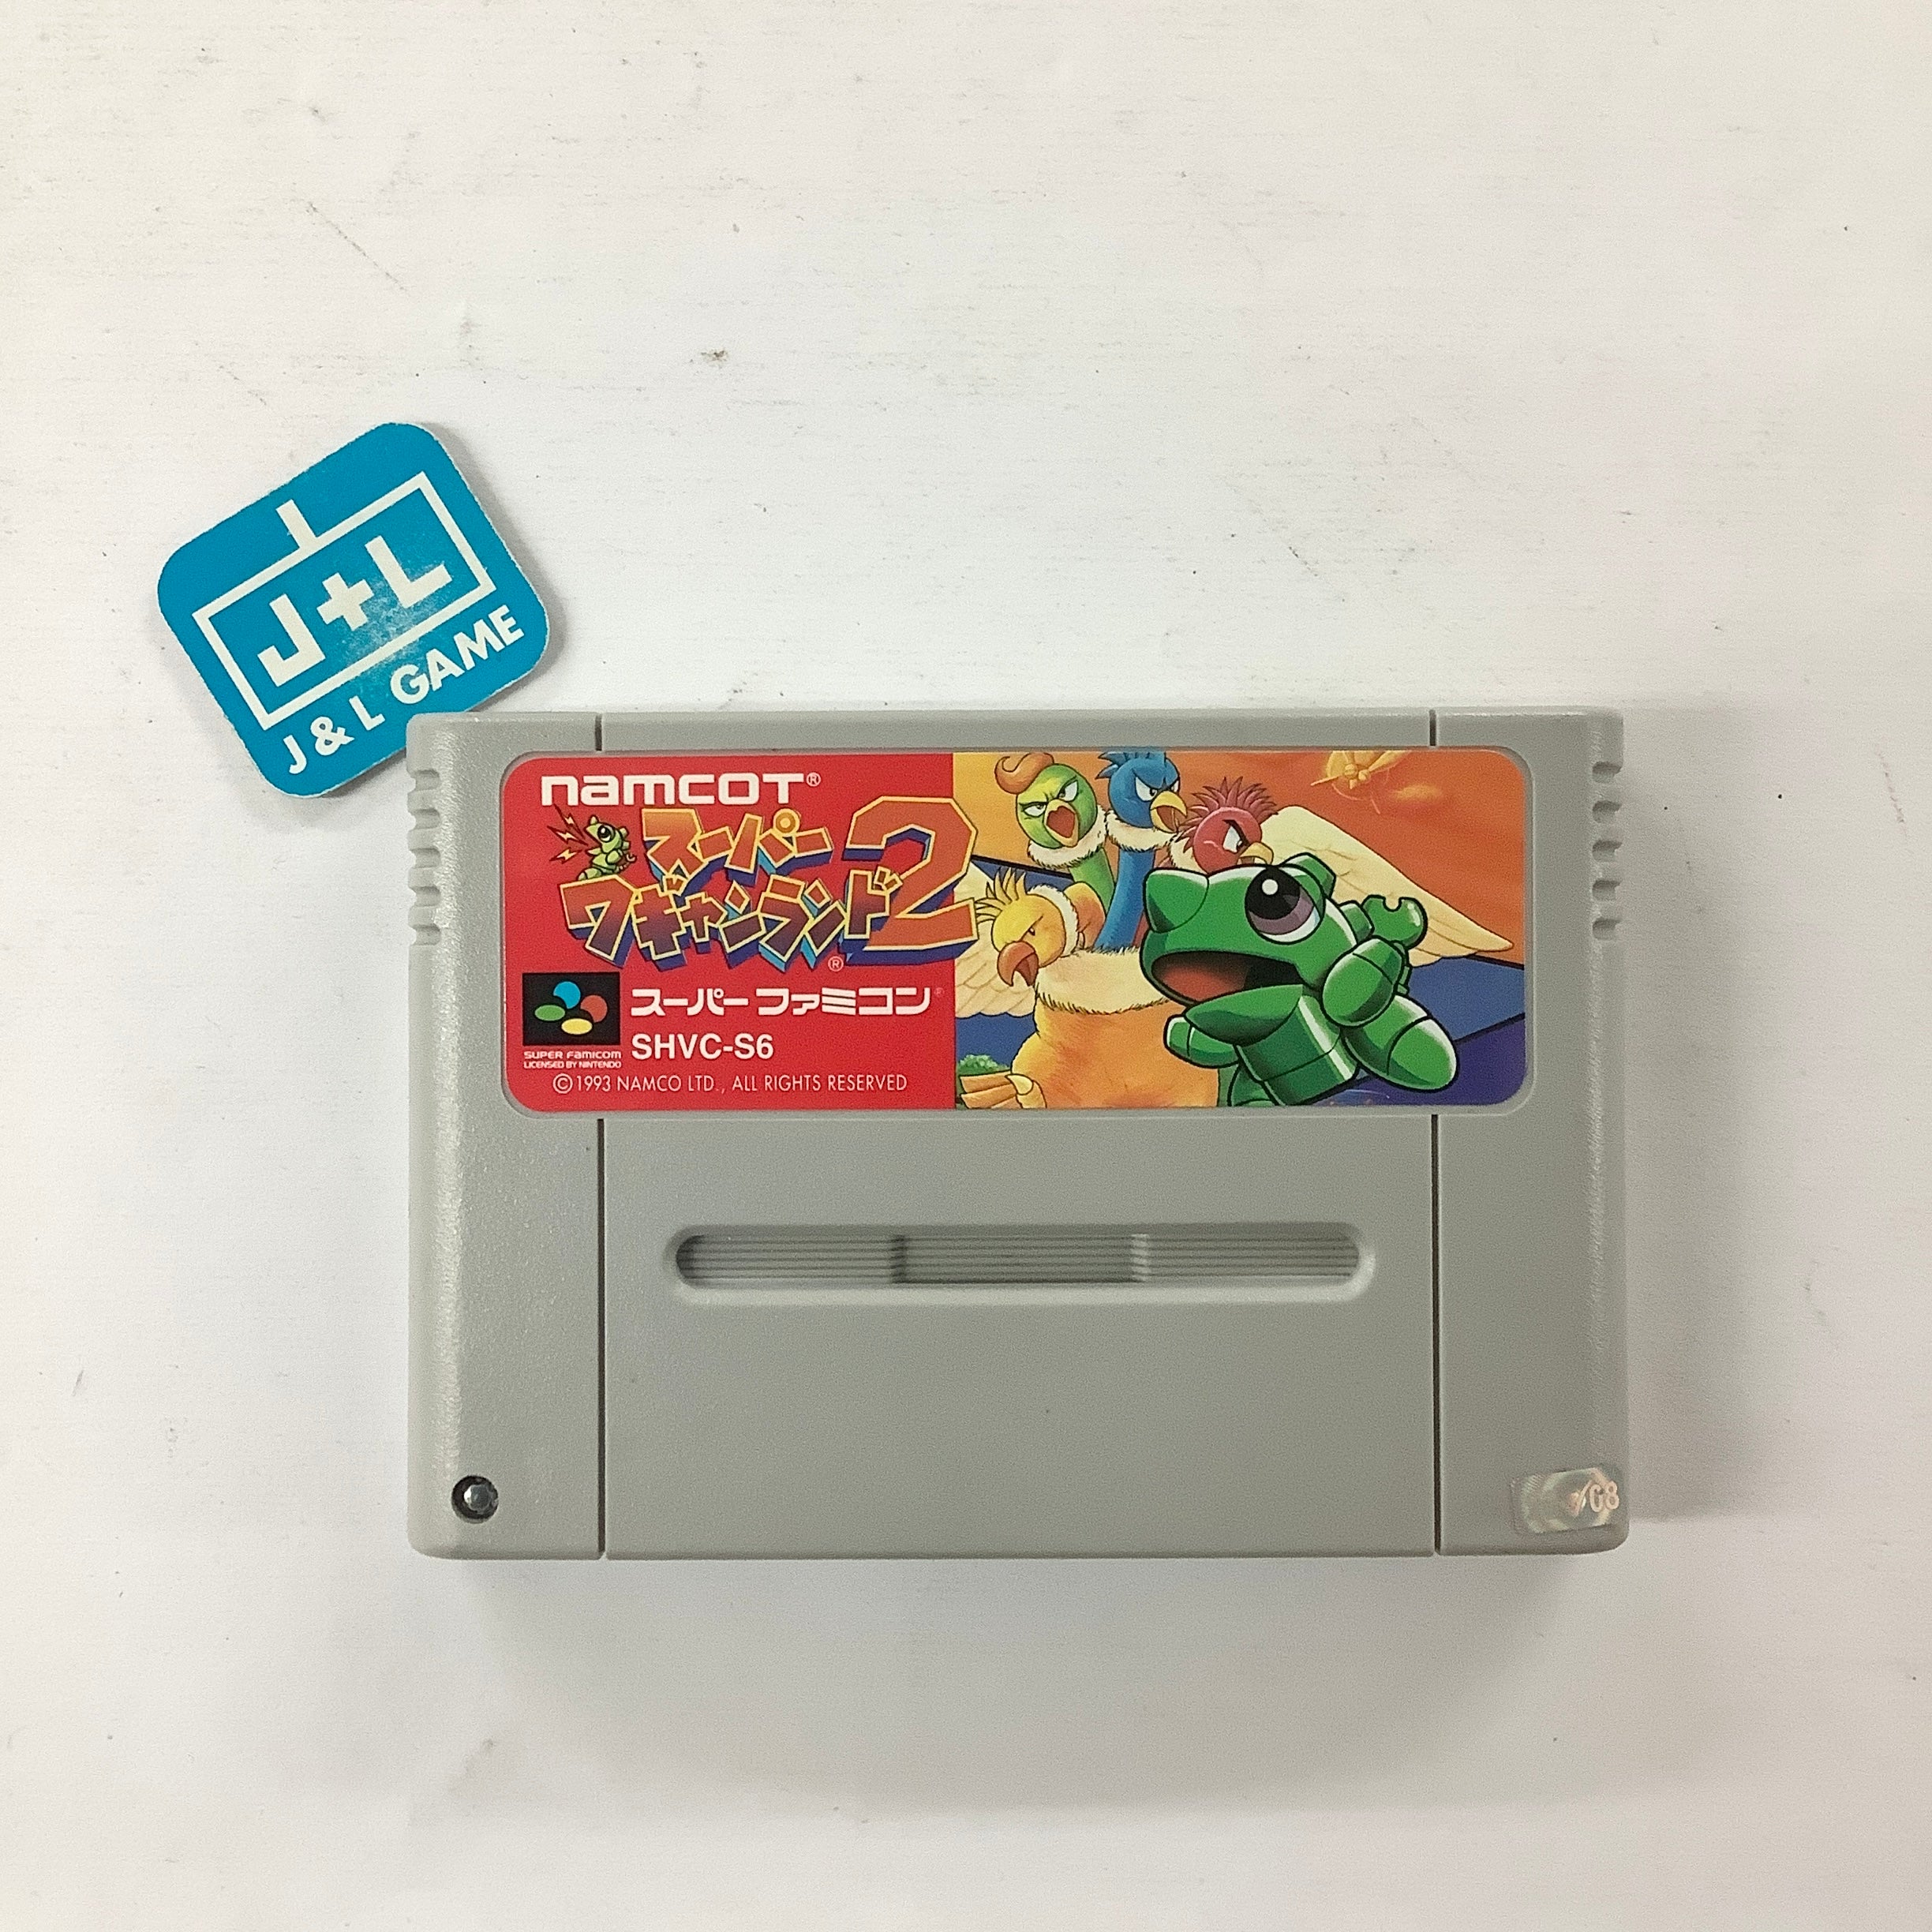 J+L
J & L GAME
namcot®
スーパー
ワギャンランド2
®
スーパーファミコン®
SHVC-S6
SUPER FAMICOM
LICENSED BY NINTENDO
©1993 NAMCO LTD., ALL RIGHTS RESERVED